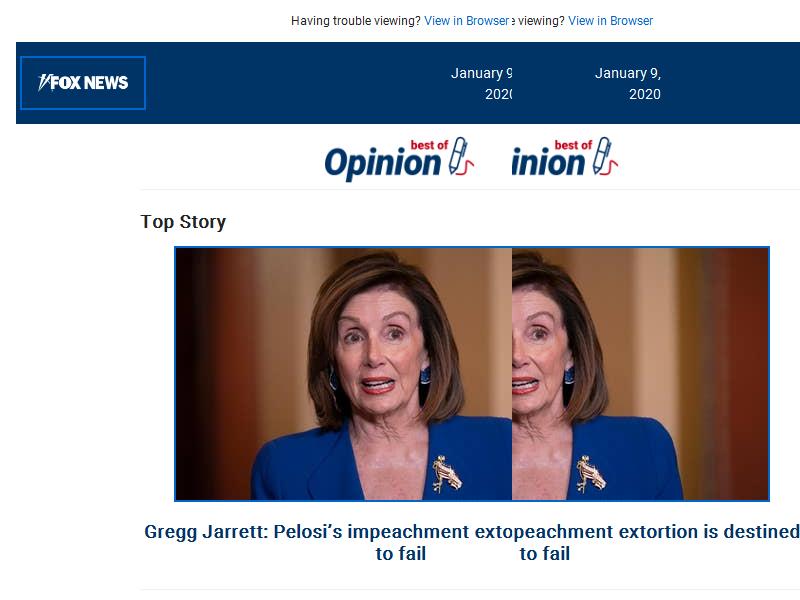 Having trouble viewing? View in Browser e viewing? View in Browser
FOX NEWS
January 9 January 9,
2020 2020
best of best of
Opinion inion
Top Story
Gregg Jarrett: Pelosi's impeachment extopeachment extortion is destined
to fail to fail